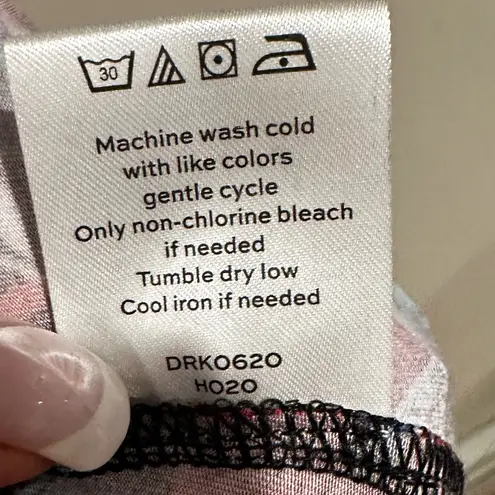 30
Machine wash cold
with like colors
gentle cycle
Only non-chlorine bleach
if needed
Tumble dry low
Cool iron if needed
DRK0620
H020